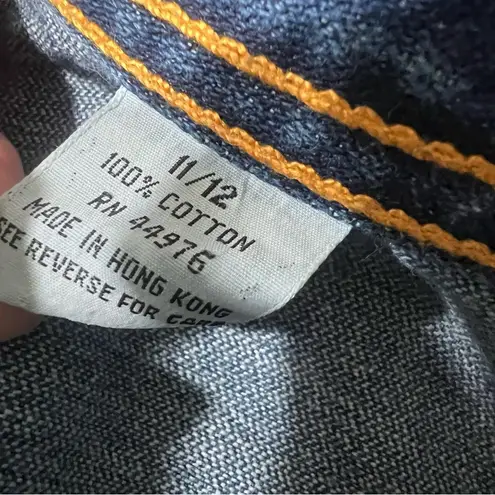 11/12
100% COTTON
RN 44976
MADE IN HONG KONG
SEE REVERSE FOR CARE